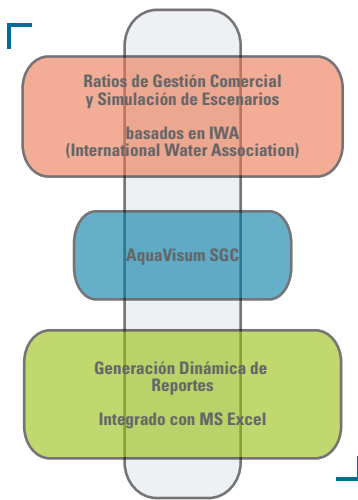 Ratios de Gestión Comercial
y Simulación de Escenarios
basados en IWA
(International Water Association)
AquaVisum SGC
Generación Dinámica de
Reportes
Integrado con MS Excel